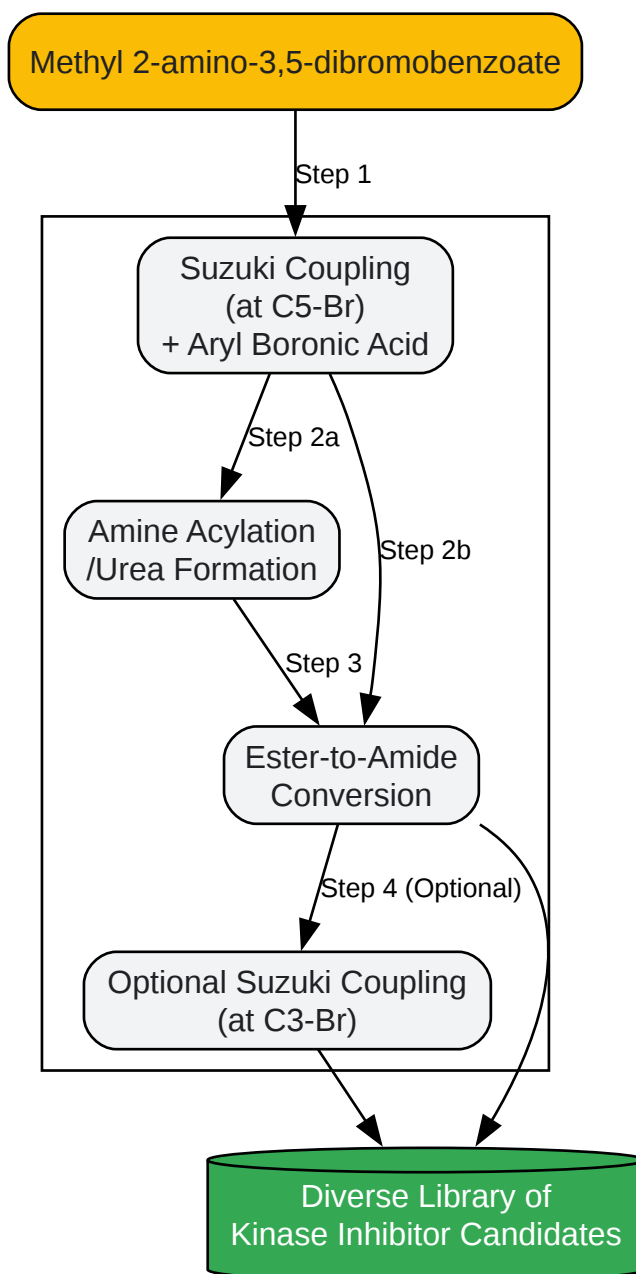 Methyl 2-amino-3,5-dibromobenzoate
Step 1
Suzuki Coupling
(at C5-Br)
+ Aryl Boronic Acid
Step 2a
Amine Acylation
/Urea Formation
Step 2b
Step 3
Ester-to-Amide
Conversion
Step 4 (Optional)
Optional Suzuki Coupling
(at C3-Br)
Diverse Library of
Kinase Inhibitor Candidates